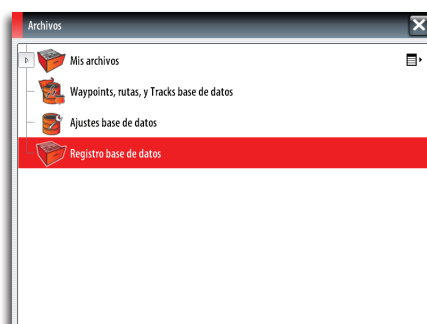 Archivos
Mis archivos
Waypoints, rutas, y Tracks base de datos
Ajustes base de datos
Registro base de datos